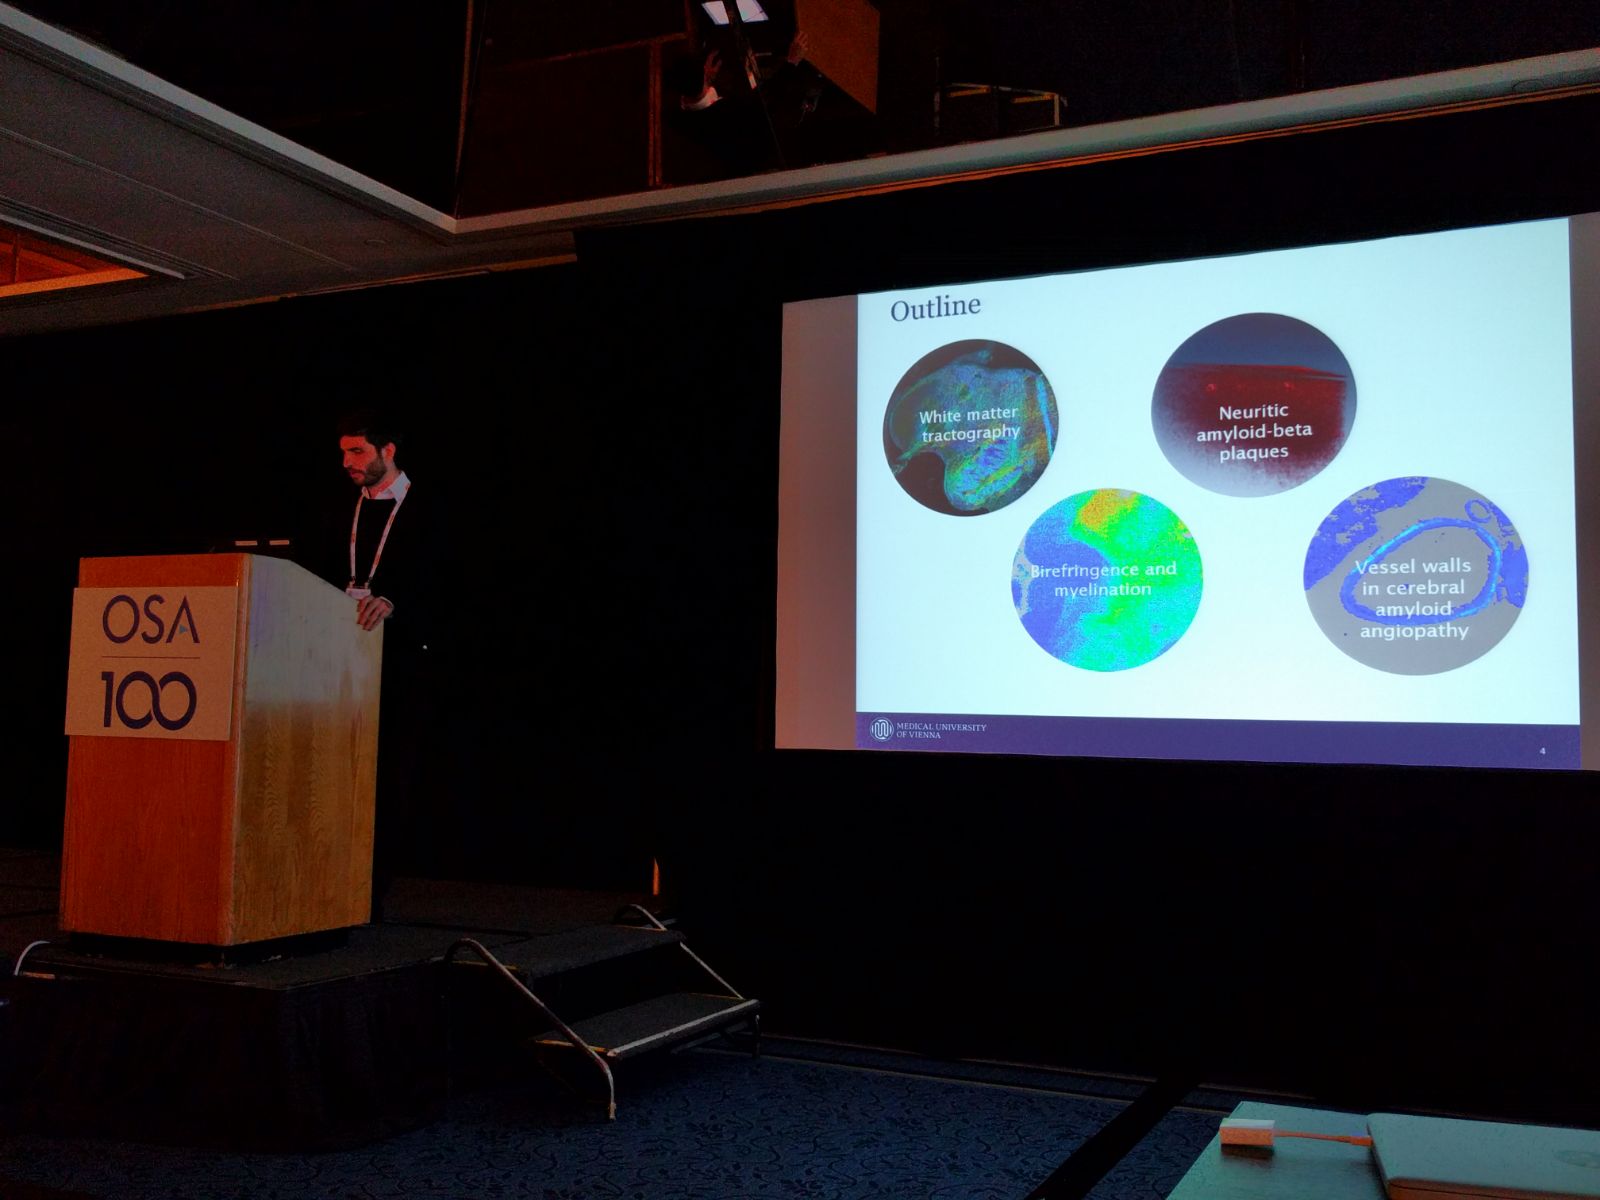 OSA
100
Outline
White matter
tractography
Neuritic
amyloid-beta
plaques
Birefringence and
myelination
Vessel walls
in cerebral
amyloid
angiopathy
MEDICAL UNIVERSITY
OF VIENNA
4